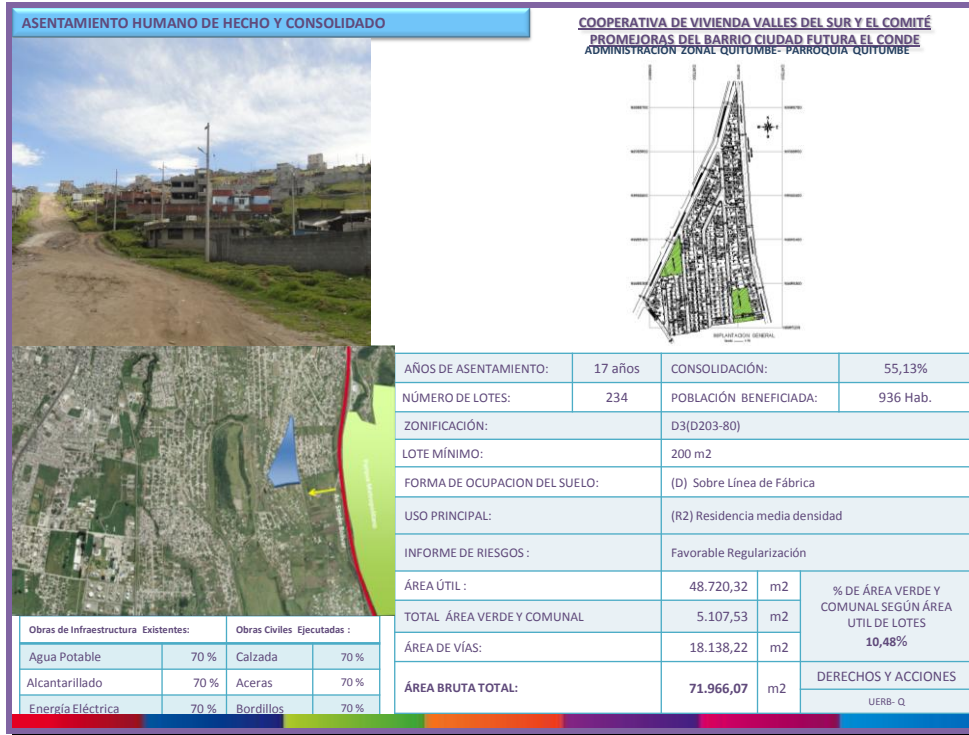 ASENTAMIENTO HUMANO DE HECHO Y CONSOLIDADO
COOPERATIVA DE VIVIENDA VALLES DEL SUR Y EL COMITÉ
PROMEJORAS DEL BARRIO CIUDAD FUTURA EL CONDE
ADMINISTRACIÓN ZONAL QUITUMBE- PARROQUIA QUITUMBE
IMPLANTACION GENERAL
AÑOS DE ASENTAMIENTO: 17 años CONSOLIDACIÓN: 55,13%
NÚMERO DE LOTES: 234 POBLACIÓN BENEFICIADA: 936 Hab.
ZONIFICACIÓN: D3(D203-80)
LOTE MÍNIMO: 200 m2
FORMA DE OCUPACION DEL SUELO: (D) Sobre Línea de Fábrica
USO PRINCIPAL: (R2) Residencia media densidad
INFORME DE RIESGOS : Favorable Regularización
ÁREA ÚTIL : 48.720,32 m2
TOTAL ÁREA VERDE Y COMUNAL 5.107,53 m2
ÁREA DE VÍAS: 18.138,22 m2
ÁREA BRUTA TOTAL: 71.966,07 m2
% DE ÁREA VERDE Y
COMUNAL SEGÚN ÁREA
UTIL DE LOTES
10,48%
DERECHOS Y ACCIONES
UERB- Q
Parque Metropolitano
Obras de Infraestructura Existentes: Obras Civiles Ejecutadas :
Agua Potable 70 % Calzada 70 %
Alcantarillado 70 % Aceras 70 %
Energía Eléctrica 70 % Bordillos 70 %